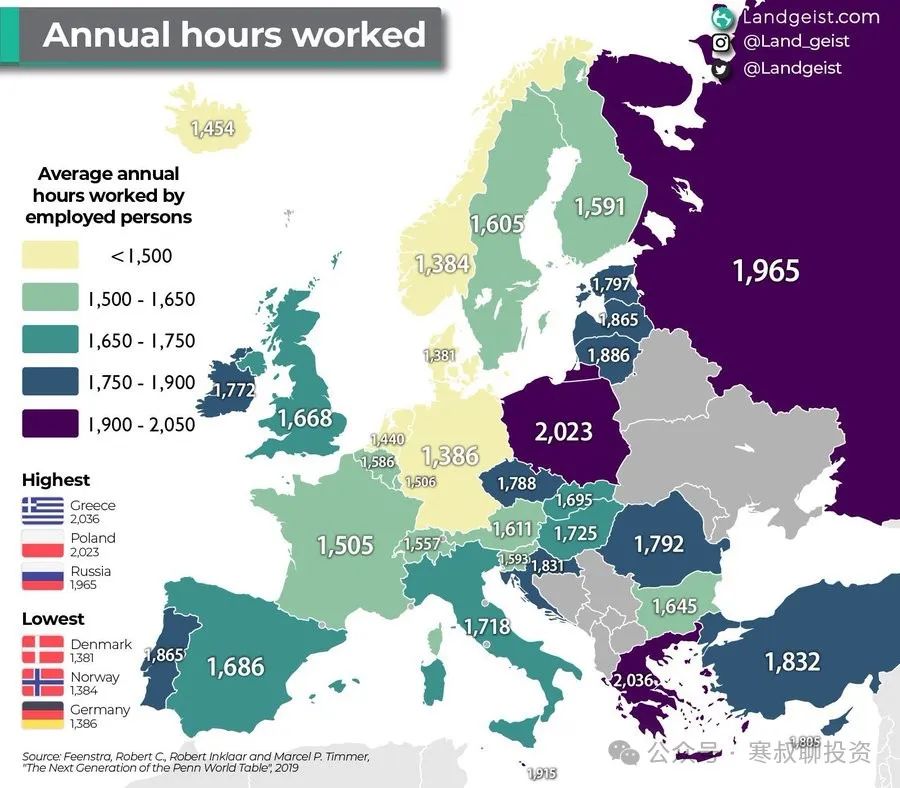 Annual hours worked
Landgeist.com
@Land_geist
@Landgeist
Average annual
hours worked by
employed persons
<1,500
1,500 - 1,650
1,650 - 1,750
1,750 - 1,900
1,900 - 2,050
Highest
Greece
2,036
Poland
2,023
Russia
1,965
Lowest
Denmark
1,381
Norway
1,384
Germany
1,386
1,454
1,605
1,591
1,384
1,965
1,797
1,865
1,886
1,381
1,772
1,668
1,440
1,586
1,386
1,506
2,023
1,788
1,695
1,505
1,557
1,611
1,725
1,593
1,831
1,792
1,718
1,645
1,865
1,686
2,036
1,832
1,805
1,915
Source: Feenstra, Robert C., Robert Inklaar and Marcel P. Timmer,
"The Next Generation of the Penn World Table", 2019
公众号 · 寒叔聊投资